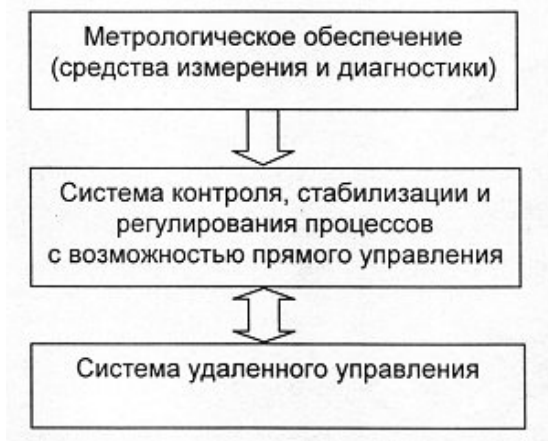 Метрологическое обеспечение
(средства измерения и диагностики)
Система контроля, стабилизации и
регулирования процессов
с возможностью прямого управления
Система удаленного управления